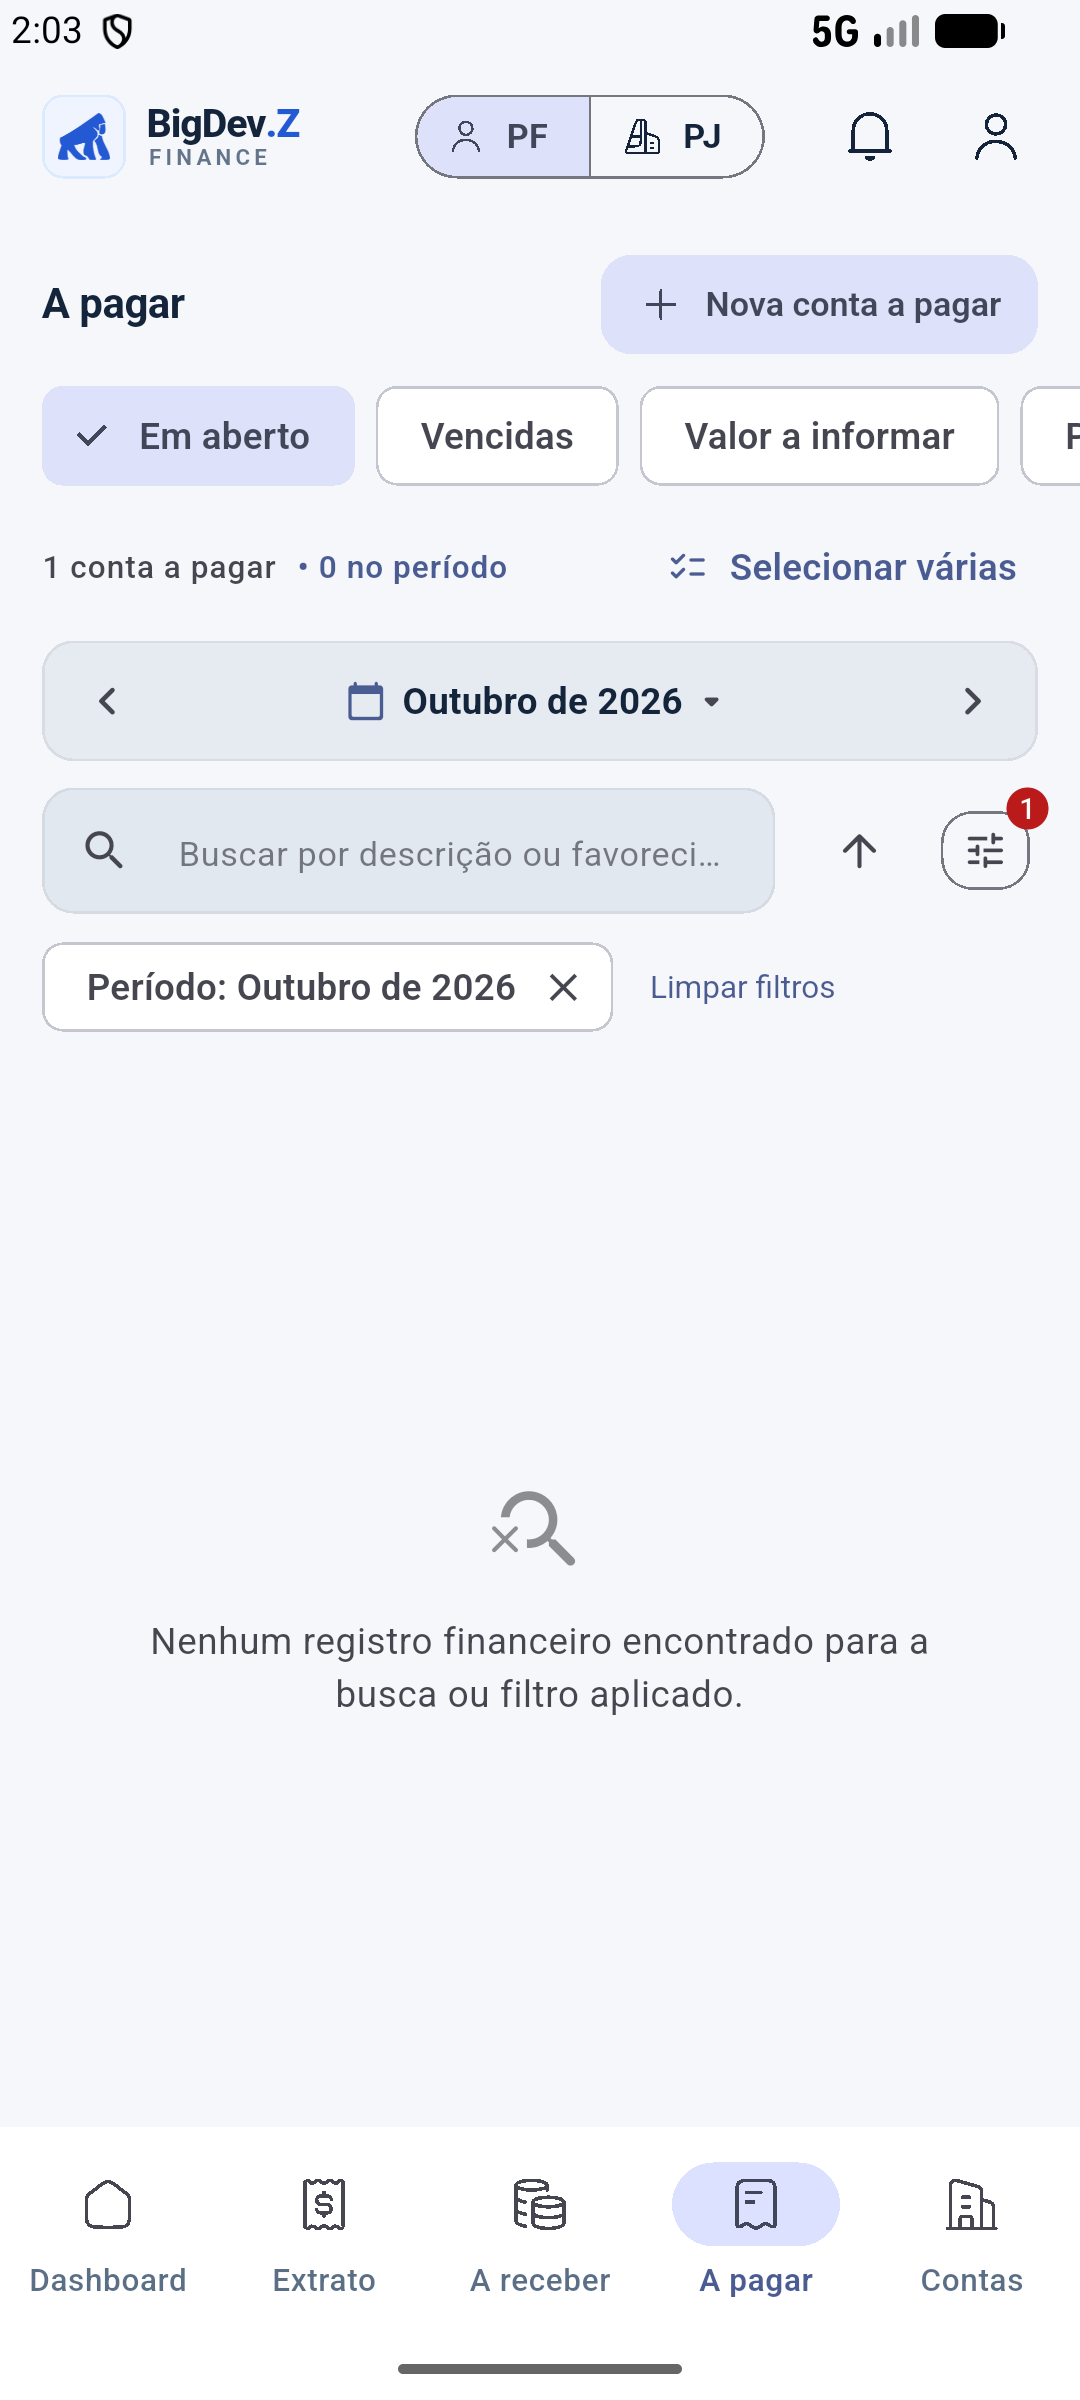 2:03
5G
BigDev.Z
FINANCE
PF
PJ
A pagar
Nova conta a pagar
Em aberto
Vencidas
Valor a informar
P
1 conta a pagar • 0 no período
Selecionar várias
Outubro de 2026
Buscar por descrição ou favoreci...
1
Período: Outubro de 2026
Limpar filtros
Nenhum registro financeiro encontrado para a
busca ou filtro aplicado.
Dashboard
Extrato
A receber
A pagar
Contas